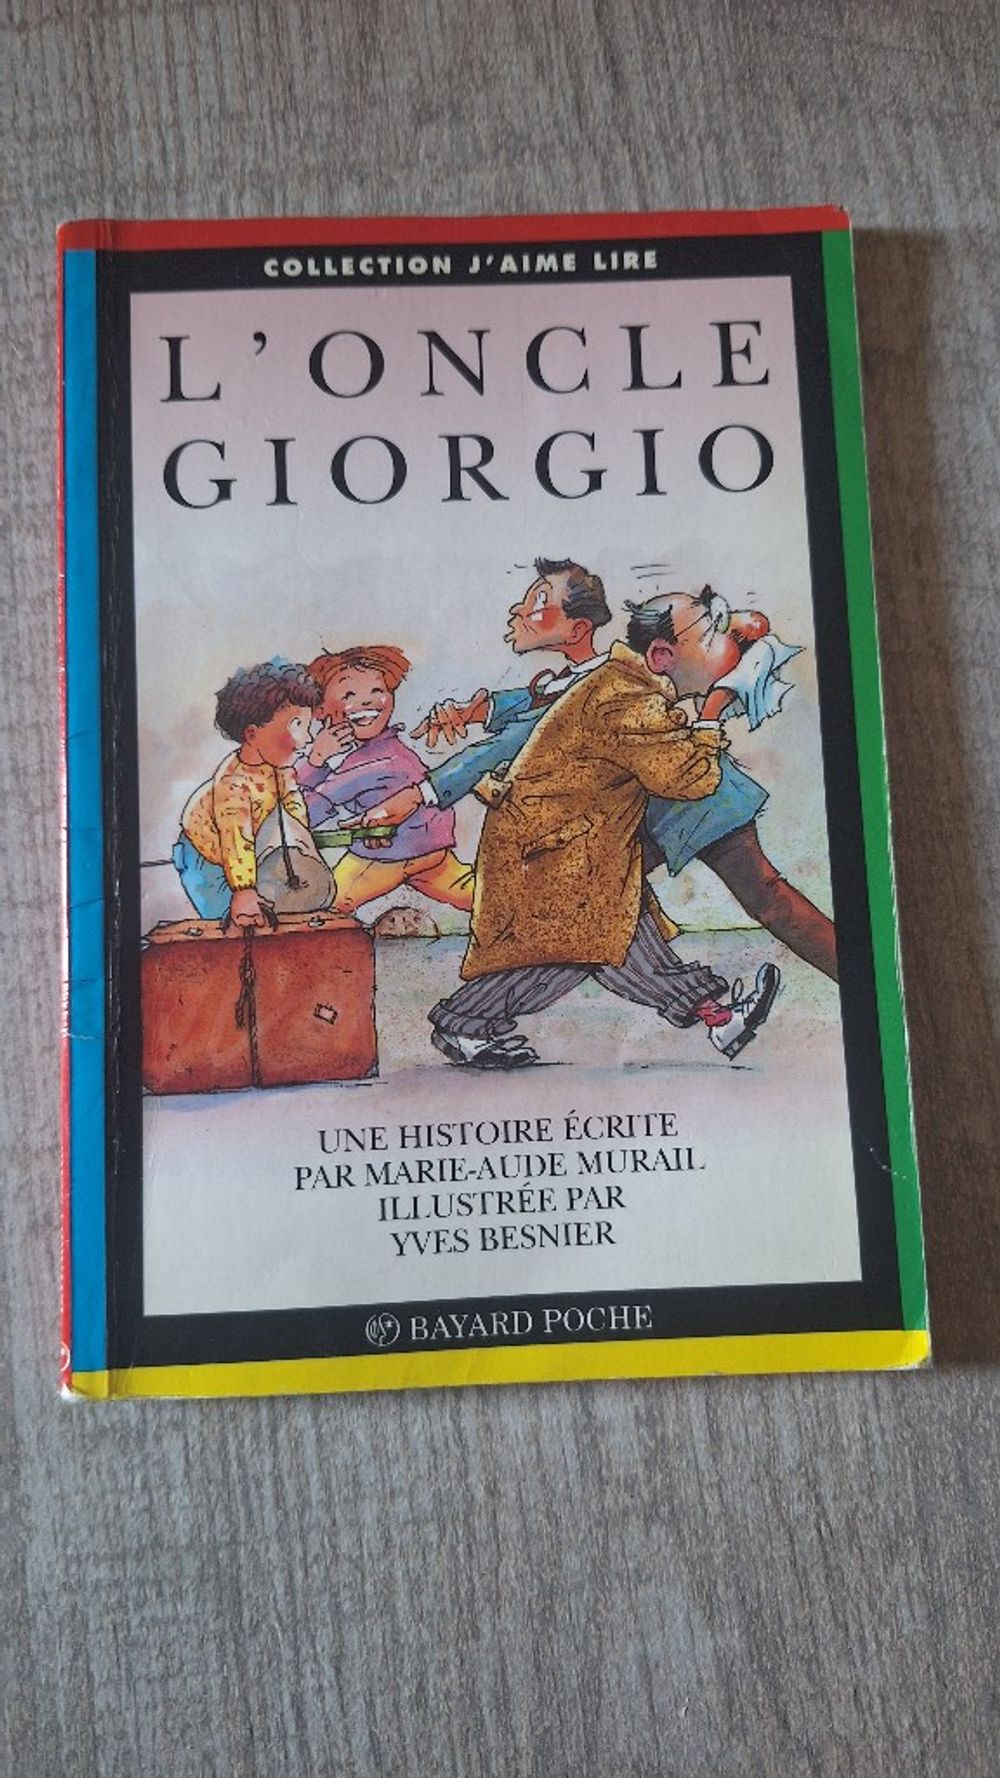 COLLECTION J'AIME LIRE
L'ONCLE
GIORGIO
UNE HISTOIRE ÉCRITE
PAR MARIE-AUDE MURAIL
ILLUSTRÉE PAR
YVES BESNIER
BAYARD POCHE